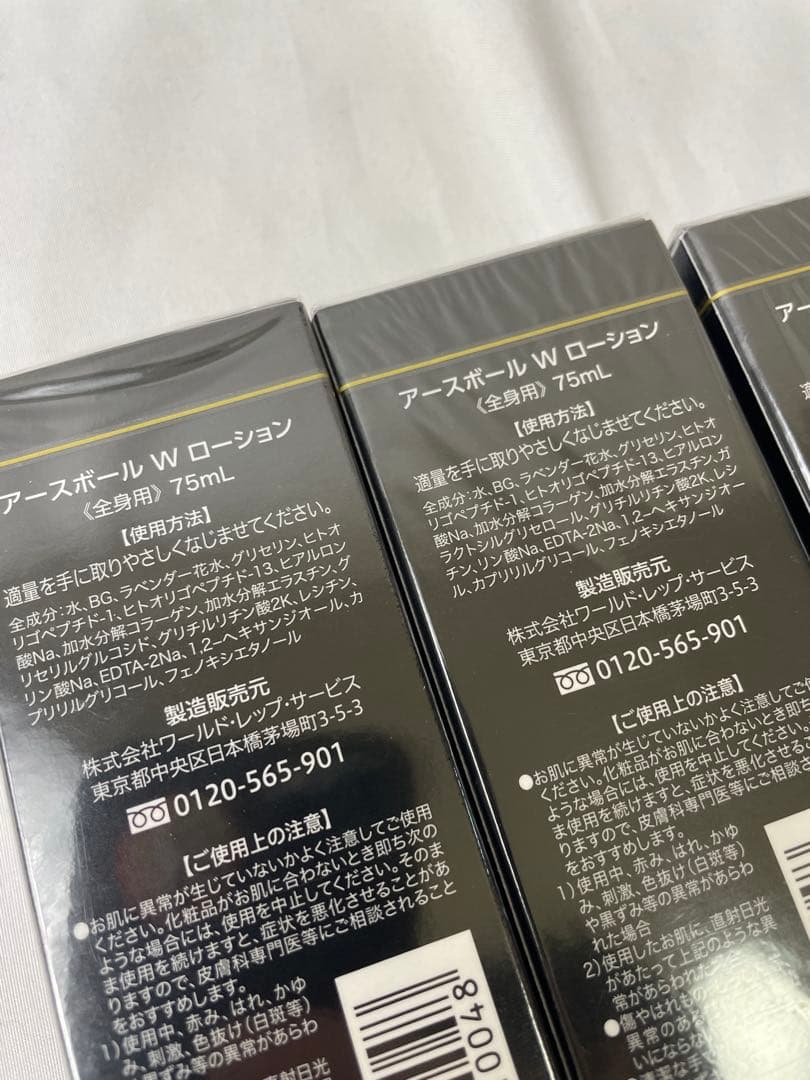 アースボール W ローション
《全身用》 75mL
【使用方法】
適量を手に取りやさしくなじませてください。
全成分:水、BG、ラベンダー花水、グリセリン、ヒトオ
リゴペプチド-1、ヒトオリゴペプチド-13、ヒアルロン
酸Na、加水分解コラーゲン、加水分解エラスチン、グ
リセリルグルコシド、グリチルリチン酸2K、レシチン、
リン酸Na、EDTA-2Na、1,2-ヘキサンジオール、カ
プリリルグリコール、フェノキシエタノール
製造販売元
株式会社ワールド・レップ・サービス
東京都中央区日本橋茅場町3-5-3
0120-565-901
【ご使用上の注意】
●お肌に異常が生じていないかよく注意してご使用
ください。化粧品がお肌に合わないとき即ち次の
ような場合には、使用を中止してください。そのま
ま使用を続けますと、症状を悪化させることがあ
りますので、皮膚科専門医等にご相談されること
をおすすめします。
1)使用中、赤み、はれ、かゆ
み、刺激、色抜け(白斑等)
や黒ずみ等の異常があらわ
直射日光
アースボール W ローション
《全身用》 75mL
【使用方法】
適量を手に取りやさしくなじませてください。
全成分:水、BG、ラベンダー花水、グリセリン、ヒトオ
リゴペプチド-1、ヒトオリゴペプチド-13、ヒアルロン
酸Na、加水分解コラーゲン、加水分解エラスチン、ガ
ラクトシルグリセロール、グリチルリチン酸2K、レシ
チン、リン酸Na、EDTA-2Na、1,2-ヘキサンジオー
ル、カプリリルグリコール、フェノキシエタノール
製造販売元
株式会社ワールド・レップ・サービス
東京都中央区日本橋茅場町3-5-3
0120-565-901
【ご使用上の注意】
●お肌に異常が生じていないかよく注意してご使
ください。化粧品がお肌に合わないとき即ち次
ような場合には、使用を中止してください。
ま使用を続けますと、症状を悪化させる
りますので、皮膚科専門医等にご相談
をおすすめします。
1)使用中、赤み、はれ、かゆ
み、刺激、色抜け(白斑等)
や黒ずみ等の異常があらわ
れた場合
2)使用したお肌に、直射日光
があたって上記のような異
常があらわれた
●傷やはれもの
異常のある
いにならな
アー
適